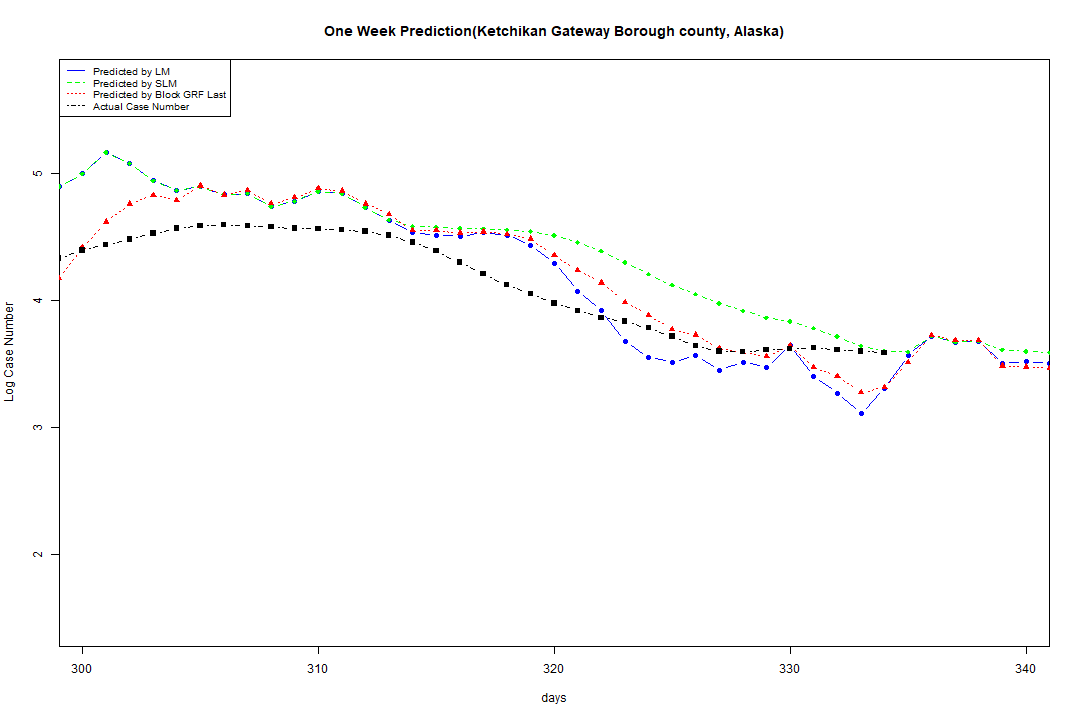 One Week Prediction(Ketchikan Gateway Borough county, Alaska)
Predicted by LM
Predicted by SLM
Predicted by Block GRF Last
Actual Case Number
Log Case Number
5
4
3
2
300 310 320 330 340
days